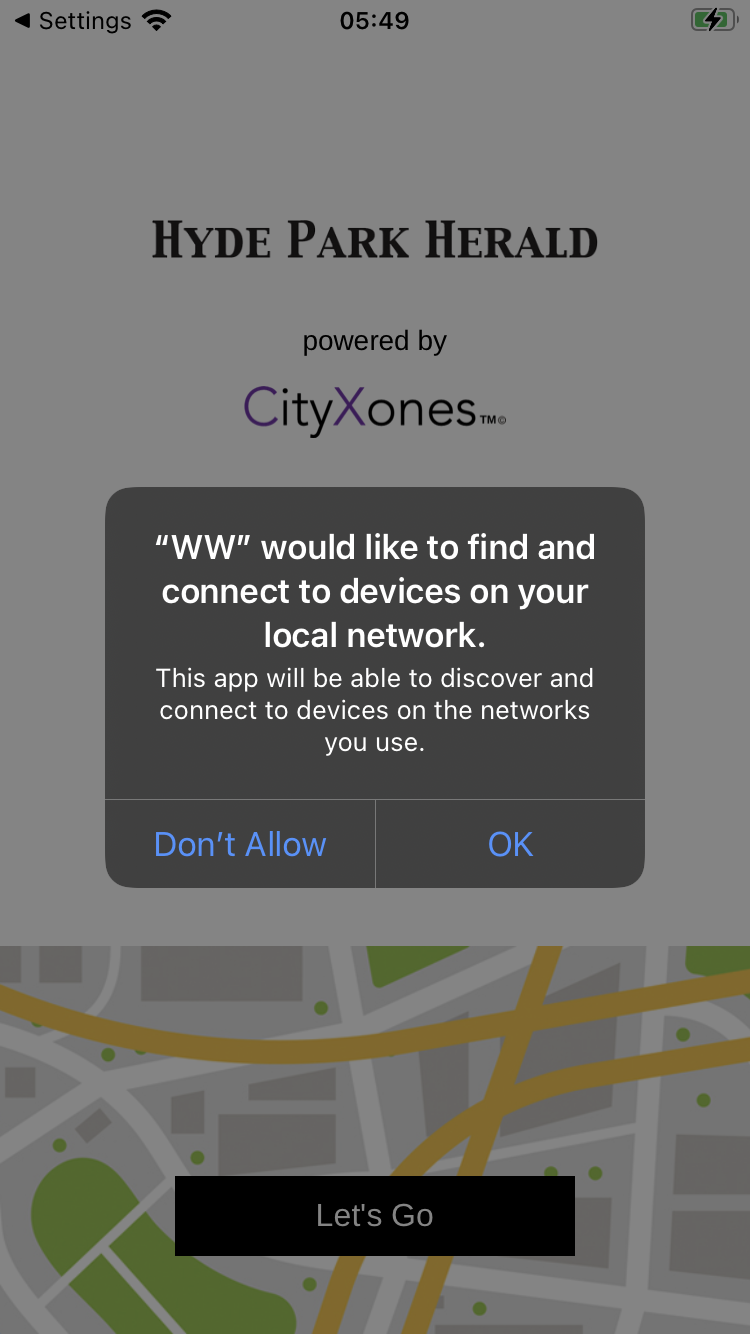 ◀ Settings
05:49
HYDE PARK HERALD
powered by
CityXones™©
“WW” would like to find and
connect to devices on your
local network.
This app will be able to discover and
connect to devices on the networks
you use.
Don’t Allow
OK
Let's Go